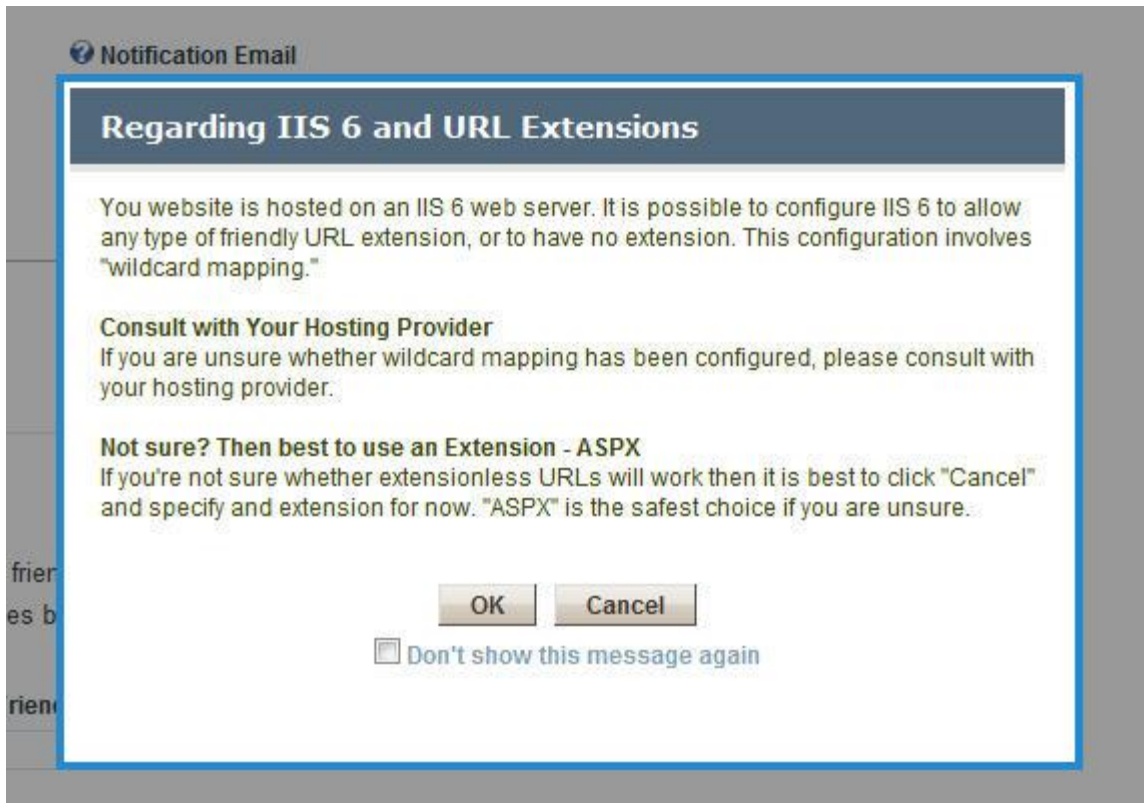 Notification Email
Regarding IIS 6 and URL Extensions
You website is hosted on an IIS 6 web server. It is possible to configure IIS 6 to allow
any type of friendly URL extension, or to have no extension. This configuration involves
"wildcard mapping."
Consult with Your Hosting Provider
If you are unsure whether wildcard mapping has been configured, please consult with
your hosting provider.
Not sure? Then best to use an Extension - ASPX
If you're not sure whether extensionless URLs will work then it is best to click "Cancel"
and specify and extension for now. "ASPX" is the safest choice if you are unsure.
frien
es b
OK Cancel
Don't show this message again
rien